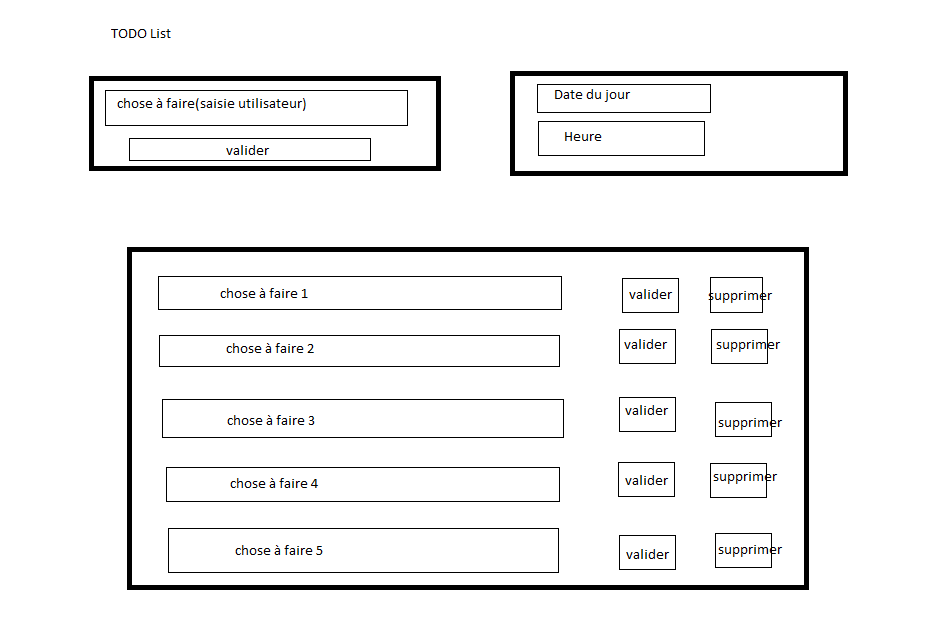 TODO List
chose à faire(saisie utilisateur)
valider
Date du jour
Heure
chose à faire 1
valider
supprimer
chose à faire 2
valider
supprimer
chose à faire 3
valider
supprimer
chose à faire 4
valider
supprimer
chose à faire 5
valider
supprimer